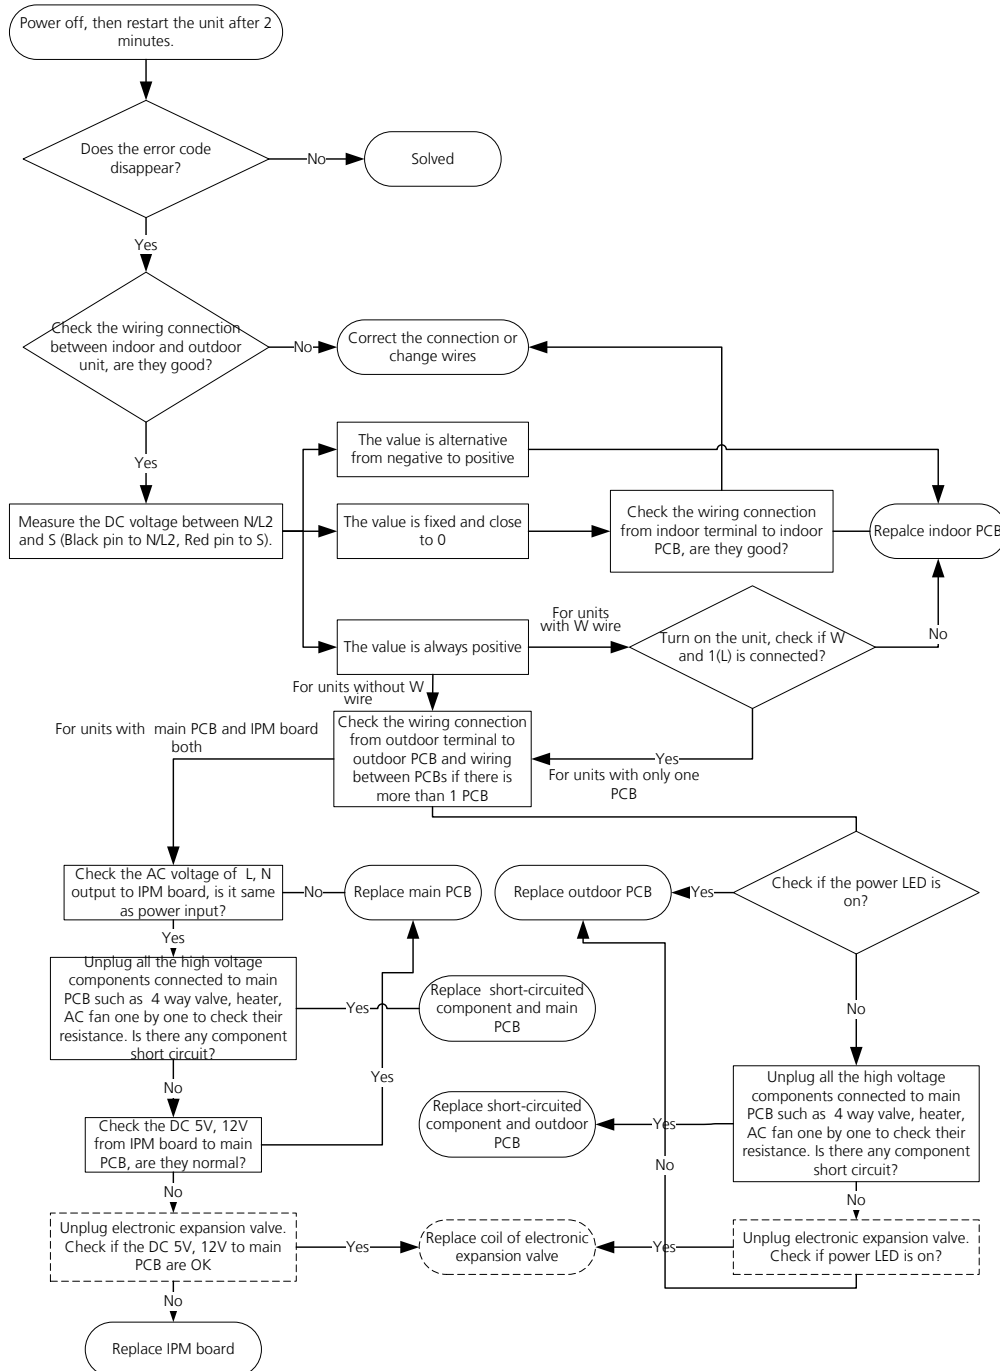 Power off, then restart the unit after 2
minutes.
Does the error code
disappear?
No
Solved
Yes
Check the wiring connection
between indoor and outdoor
unit, are they good?
No
Correct the connection or
change wires
Yes
The value is alternative
from negative to positive
Measure the DC voltage between N/L2
and S (Black pin to N/L2, Red pin to S).
The value is fixed and close
to 0
Check the wiring connection
from indoor terminal to indoor
PCB, are they good?
Repalce indoor PCB
The value is always positive
For units
with W wire
Turn on the unit, check if W
and 1(L) is connected?
No
For units without W
wire
For units with  main PCB and IPM board
both
Check the wiring connection
from outdoor terminal to
outdoor PCB and wiring
between PCBs if there is
more than 1 PCB
Yes
For units with only one
PCB
Check the AC voltage of  L, N
output to IPM board, is it same
as power input?
No
Replace main PCB
Replace outdoor PCB
Yes
Check if the power LED is
on?
Yes
Unplug all the high voltage
components connected to main
PCB such as  4 way valve, heater,
AC fan one by one to check their
resistance. Is there any component
short circuit?
Yes
Replace  short-circuited
component and main
PCB
No
No
Yes
Check the DC 5V, 12V
from IPM board to main
PCB, are they normal?
Replace short-circuited
component and outdoor
PCB
Yes
Unplug all the high voltage
components connected to main
PCB such as  4 way valve, heater,
AC fan one by one to check their
resistance. Is there any component
short circuit?
No
No
No
Unplug electronic expansion valve.
Check if the DC 5V, 12V to main
PCB are OK
Yes
Replace coil of electronic
expansion valve
Yes
Unplug electronic expansion valve.
Check if power LED is on?
No
Replace IPM board